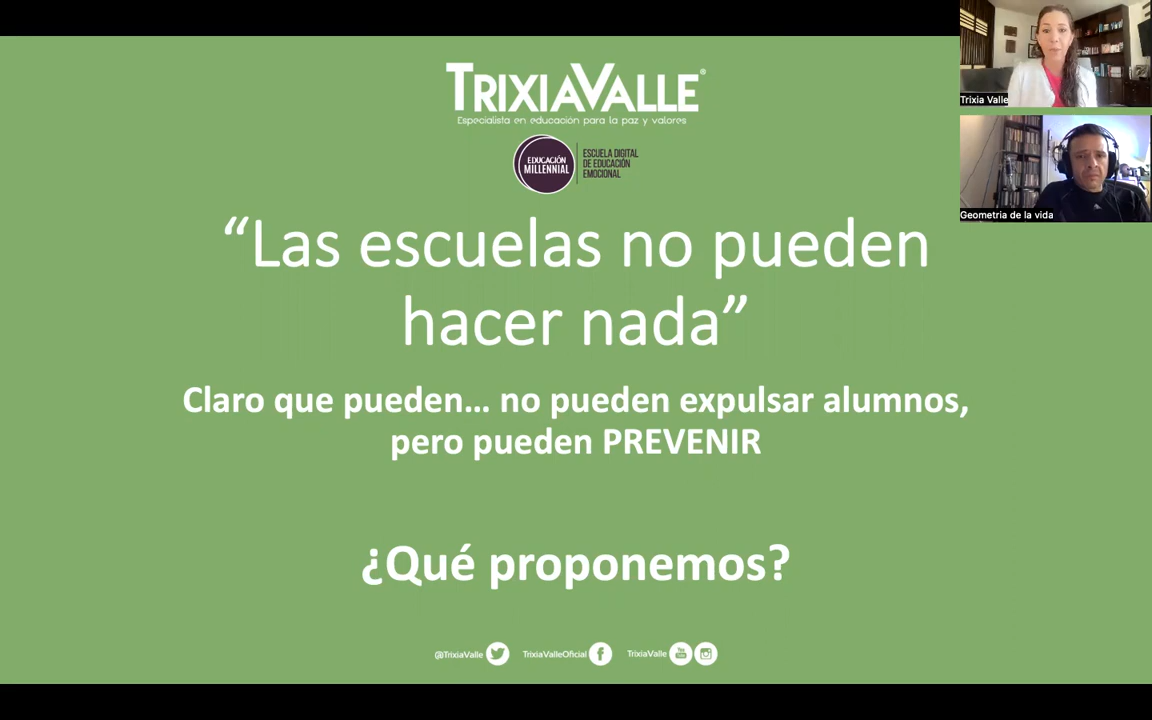 TRIXIAVALLE®
Especialista en educación para la paz y valores
EDUCACIÓN
MILLENNIAL
ESCUELA DIGITAL
DE EDUCACIÓN
EMOCIONAL
“Las escuelas no pueden
hacer nada”
Claro que pueden... no pueden expulsar alumnos,
pero pueden PREVENIR
¿Qué proponemos?
@TrixiaValle
TrixiaValleOficial
TrixiaValle
You Tube
Trixia Valle
Geometria de la vida